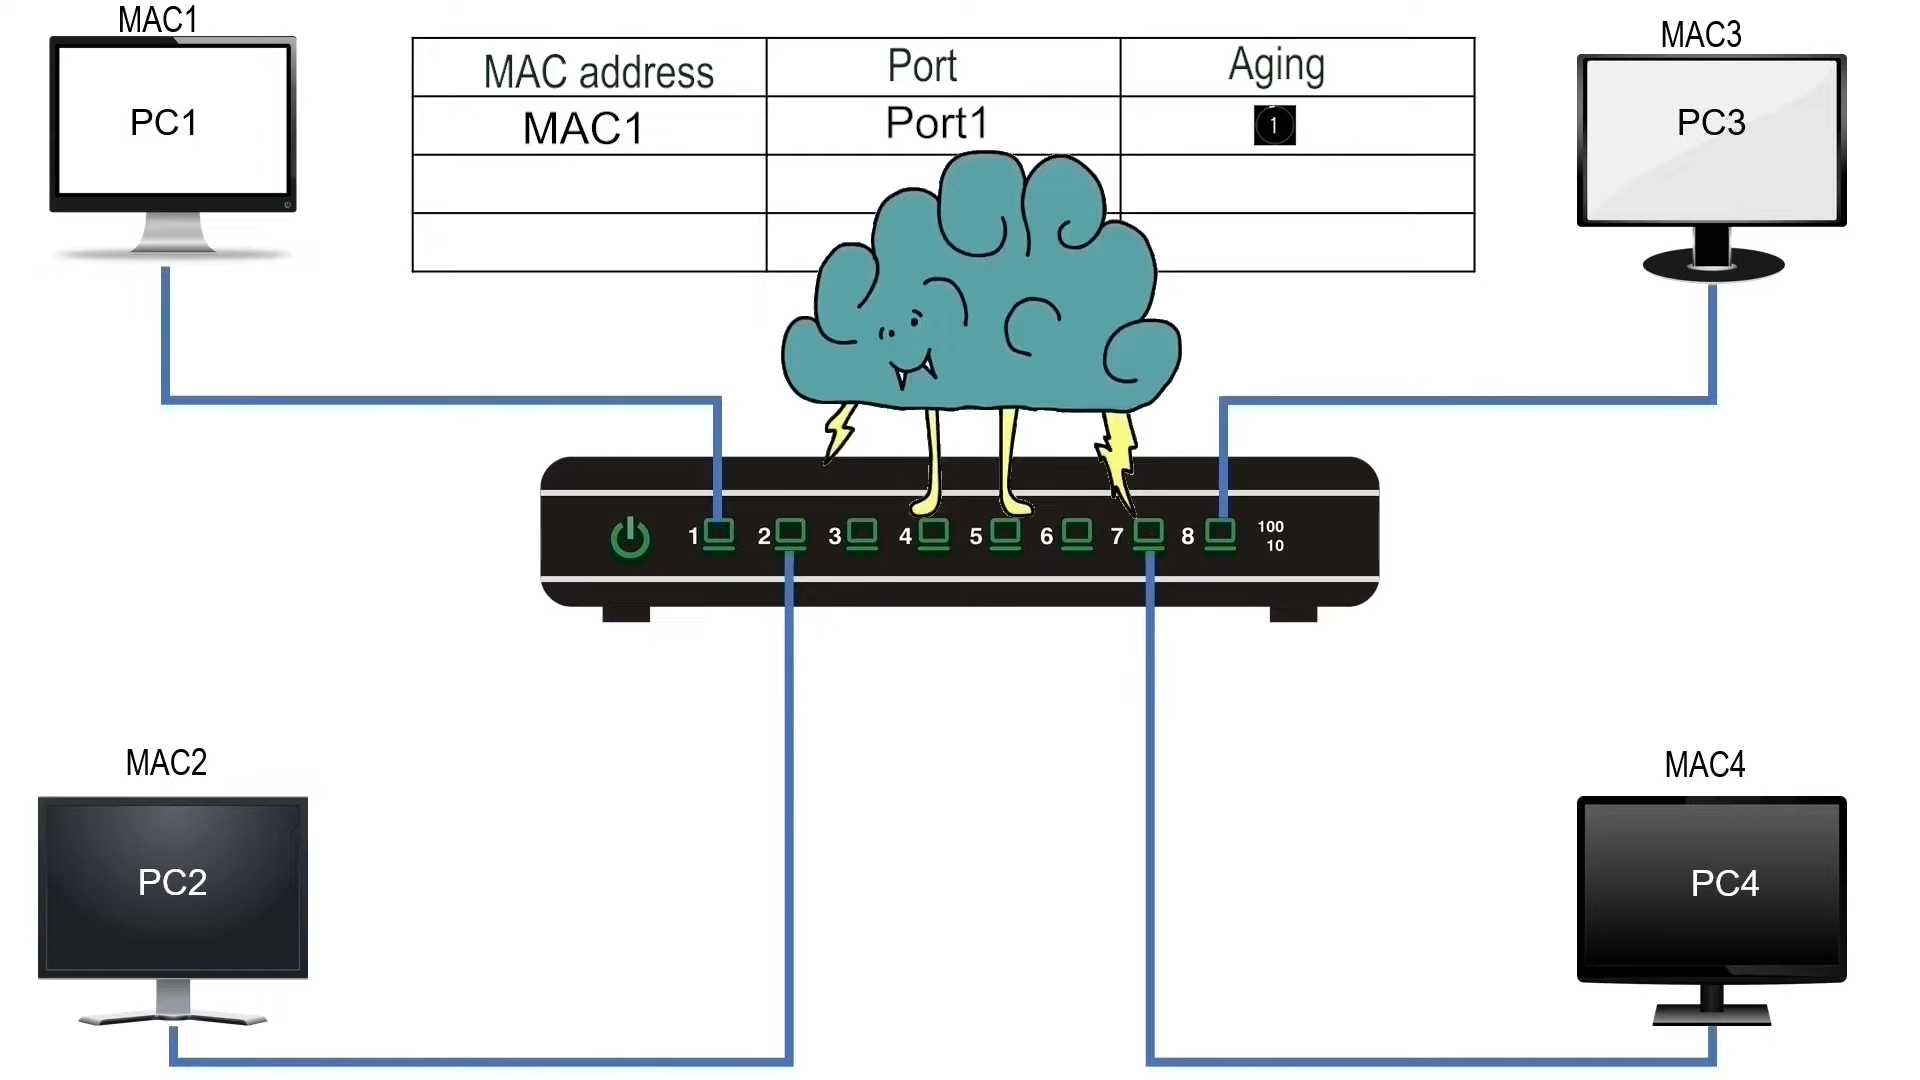 MAC1
PC1
MAC address Port Aging
MAC1 Port1 1
MAC3
PC3
1 2 3 4 5 6 7 8 100
10
MAC2
PC2
MAC4
PC4